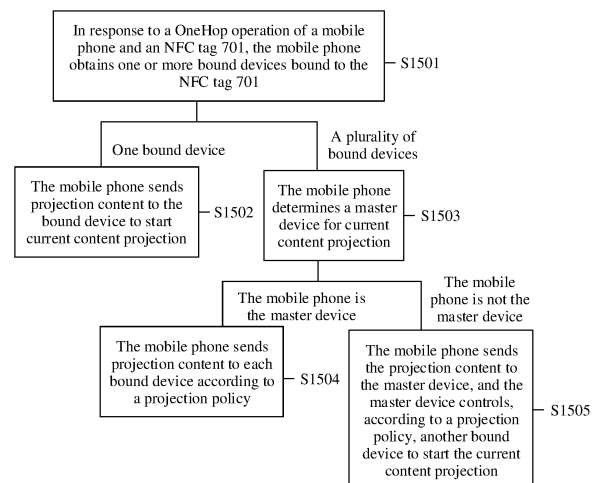 In response to a OneHop operation of a mobile
phone and an NFC tag 701, the mobile phone
obtains one or more bound devices bound to the
NFC tag 701
S1501
One bound device
A plurality of
bound devices
The mobile phone sends
projection content to the
bound device to start
current content projection
S1502
The mobile phone
determines a master
device for current
content projection
S1503
The mobile phone is
the master device
The mobile
phone is not the
master device
The mobile phone sends
projection content to each
bound device according to
a projection policy
S1504
The mobile phone sends
the projection content to
the master device, and the
master device controls,
according to a projection
policy, another bound
device to start the current
content projection
S1505